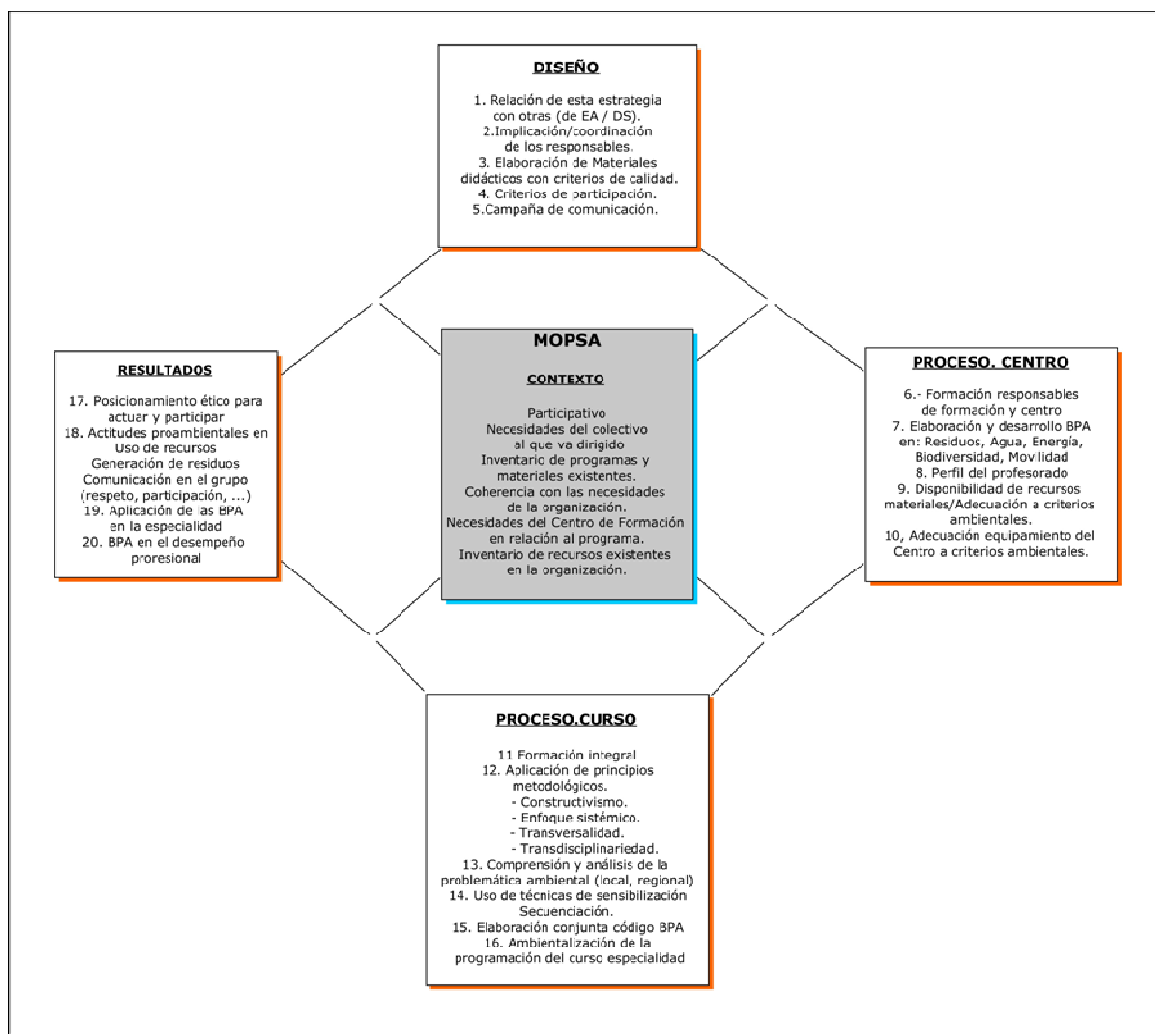 DISEÑO
1. Relación de esta estrategia
con otras (de EA / DS).
2.Implicación/coordinación
de los responsables.
3. Elaboración de Materiales
didácticos con criterios de calidad.
4. Criterios de participación.
5.Campaña de comunicación.
MOPSA
CONTEXTO
Participativo
Necesidades del colectivo
al que va dirigido
Inventario de programas y
materiales existentes.
Coherencia con las necesidades
de la organización.
Necesidades del Centro de Formación
en relación al programa.
Inventario de recursos existentes
en la organización.
RESULTADOS
17. Posicionamiento ético para
actuar y participar
18. Actitudes proambientales en
Uso de recursos
Generación de residuos
Comunicación en el grupo
(respeto, participación, ...)
19. Aplicación de las BPA
en la especialidad
20. BPA en el desempeño
proresional
PROCESO. CENTRO
6.- Formación responsables
de formación y centro
7. Elaboración y desarrollo BPA
en: Residuos, Agua, Energía,
Biodiversidad, Movilidad
8. Perfil del profesorado
9. Disponibilidad de recursos
materiales/Adecuación a criterios
ambientales.
10, Adecuación equipamiento del
Centro a criterios ambientales.
PROCESO.CURSO
11 Formación integral
12. Aplicación de principios
metodológicos.
- Constructivismo.
- Enfoque sistémico.
- Transversalidad.
- Transdisciplinariedad.
13. Comprensión y análisis de la
problemática ambiental (local, regional)
14. Uso de técnicas de sensibilización
Secuenciación.
15. Elaboración conjunta código BPA
16. Ambientalización de la
programación del curso especialidad